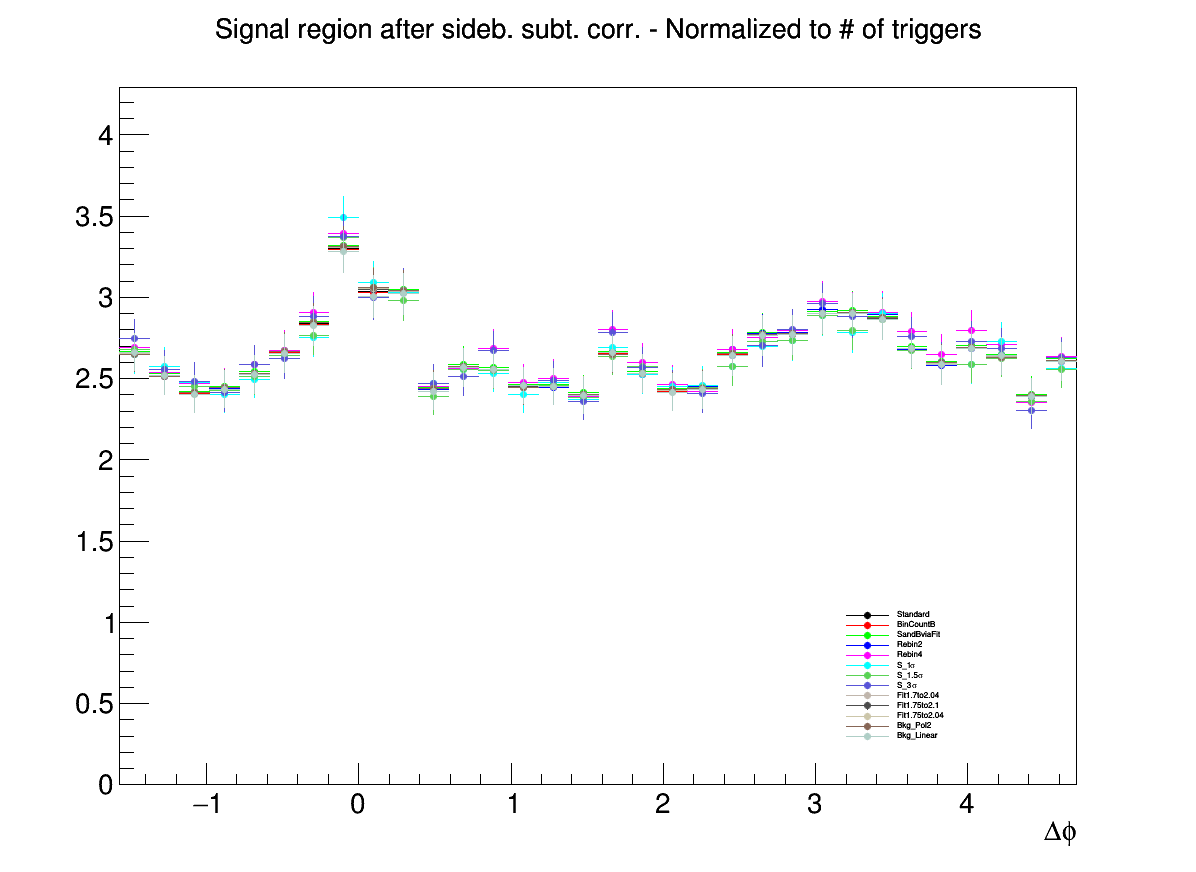 Signal region after sideb. subt. corr. - Normalized to # of triggers
4
3.5
3
2.5
2
1.5
1
0.5
0
−1
0
1
2
3
4
Δϕ
Standard
BinCountB
SandBviaFit
Rebin2
Rebin4
S_1σ
S_1.5σ
S_3σ
Fit1.7to2.04
Fit1.75to2.1
Fit1.75to2.04
Bkg_Pol2
Bkg_Linear